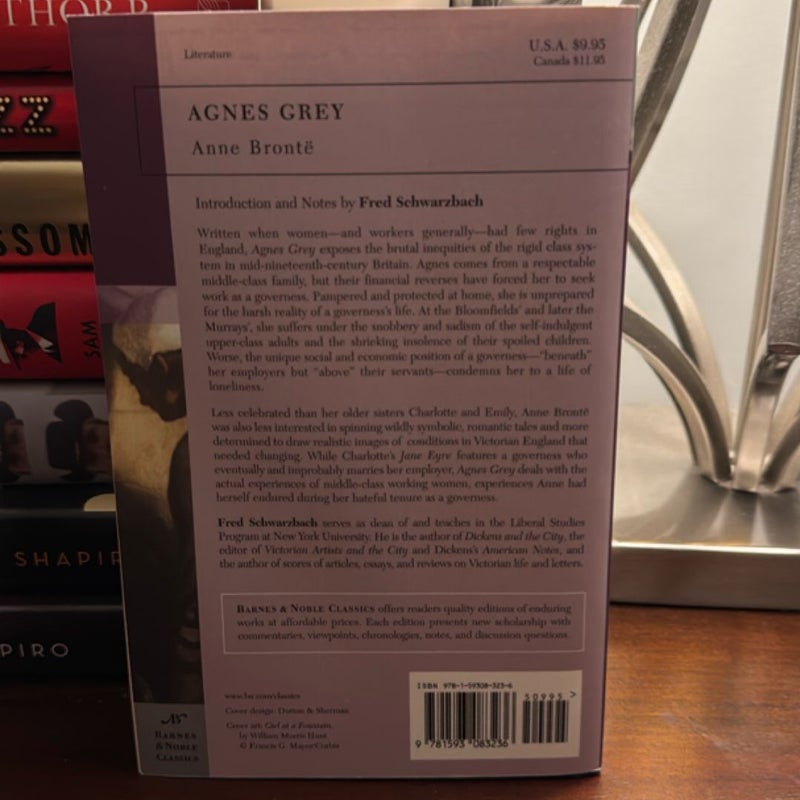 THOR P
ZZ
SSOM
SAM
SHAPIR
PIRO
Literature
U.S.A. $9.95
Canada $11.95
AGNES GREY
Anne Brontë
Introduction and Notes by Fred Schwarzbach
Written when women—and workers generally—had few rights in
England, Agnes Grey exposes the brutal inequities of the rigid class sys-
tem in mid-nineteenth-century Britain. Agnes comes from a respectable
middle-class family, but their financial reverses have forced her to seek
work as a governess. Pampered and protected at home, she is unprepared
for the harsh reality of a governess's life. At the Bloomfields' and later the
Murrays', she suffers under the snobbery and sadism of the self-indulgent
upper-class adults and the shrieking insolence of their spoiled children.
Worse, the unique social and economic position of a governess—"beneath"
her employers but "above" their servants—condemns her to a life of
loneliness.
Less celebrated than her older sisters Charlotte and Emily, Anne Brontë
was also less interested in spinning wildly symbolic, romantic tales and more
determined to draw realistic images of conditions in Victorian England that
needed changing. While Charlotte's Jane Eyre features a governess who
eventually and improbably marries her employer, Agnes Grey deals with the
actual experiences of middle-class working women, experiences Anne had
herself endured during her hateful tenure as a governess.
Fred Schwarzbach serves as dean of and teaches in the Liberal Studies
Program at New York University. He is the author of Dickens and the City, the
editor of Victorian Artists and the City and Dickens's American Notes, and
the author of scores of articles, essays, and reviews on Victorian life and letters.
BARNES & NOBLE CLASSICS offers readers quality editions of enduring
works at affordable prices. Each edition presents new scholarship with
commentaries, viewpoints, chronologies, notes, and discussion questions.
www.bn.com/classics
Cover design: Dutton & Sherman
Cover art: Girl at a Fountain,
by William Morris Hunt
© Francis G. Mayer/Corbis
BARNES
& NOBLE
CLASSICS
ISBN 978-1-59308-323-6
50995 >
9 781593 083236